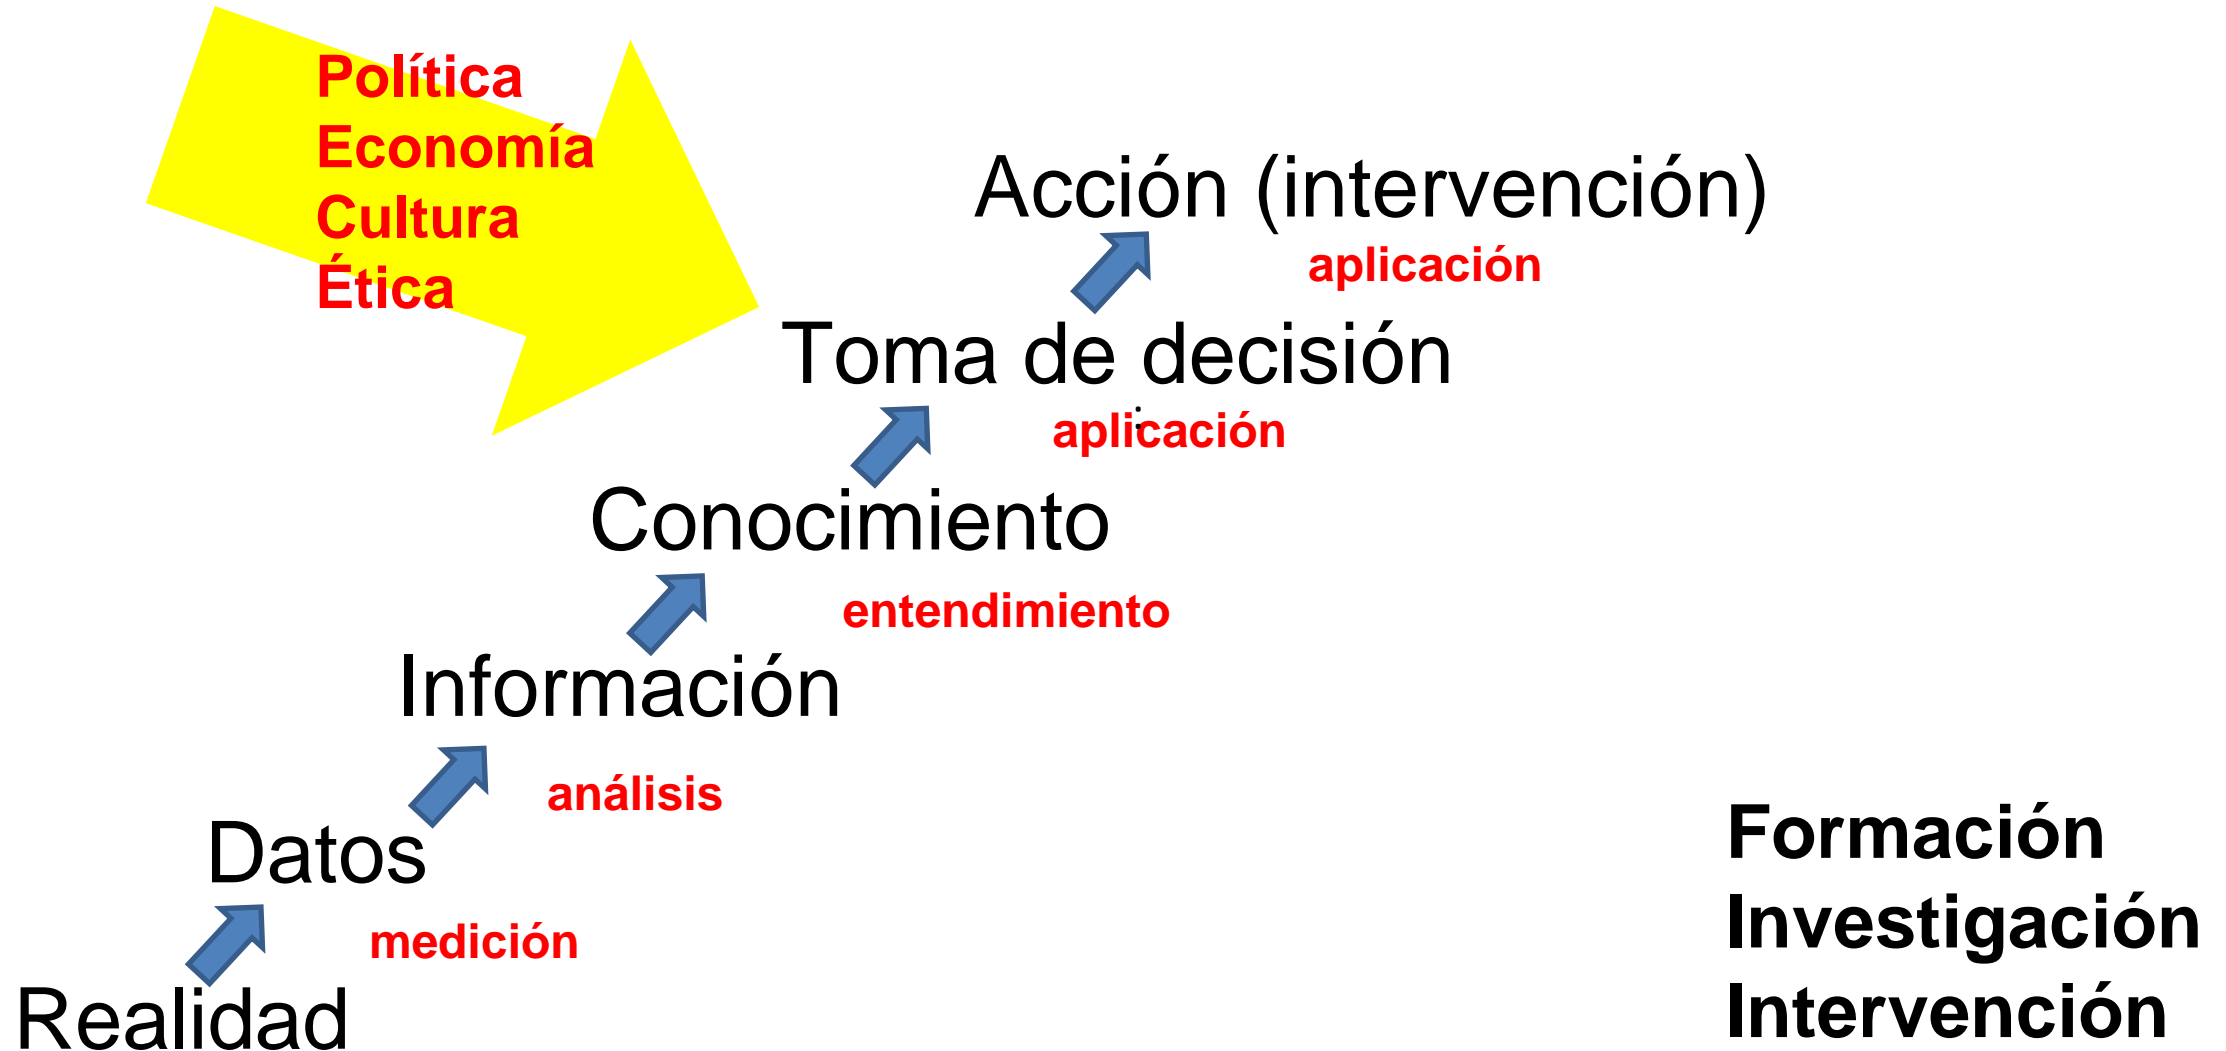 Política
Economía
Cultura
Ética
Acción (intervención)
aplicación
Toma de decisión
:
aplicación
Conocimiento
entendimiento
Información
análisis
Datos
medición
Realidad
Formación
Investigación
Intervención